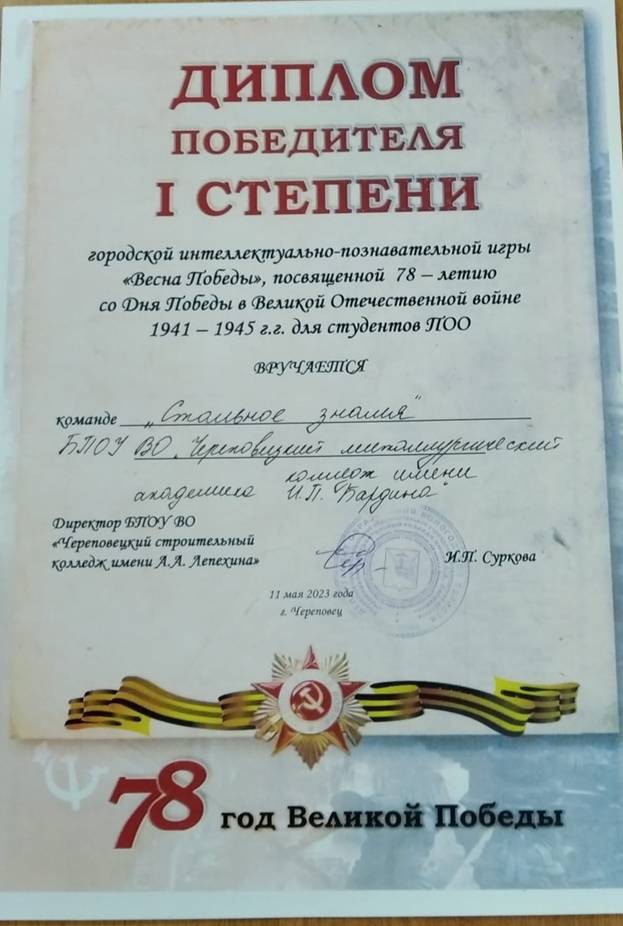 ДИПЛОМ
ПОБЕДИТЕЛЯ
I СТЕПЕНИ
городской интеллектуально-познавательной игры
«Весна Победы», посвященной 78 – летию
со Дня Победы в Великой Отечественной войне
1941 – 1945 г.г. для студентов ПОО
ВРУЧАЕТСЯ
команде „Стальное знамя"
БПОУ ВО „Череповецкий металлургический
колледж имени
академика И.П. Бардина"
Директор БПОУ ВО
«Череповецкий строительный
колледж имени А.А. Лепехина»
И.П. Суркова
11 мая 2023 года
г. Череповец
78 год Великой Победы